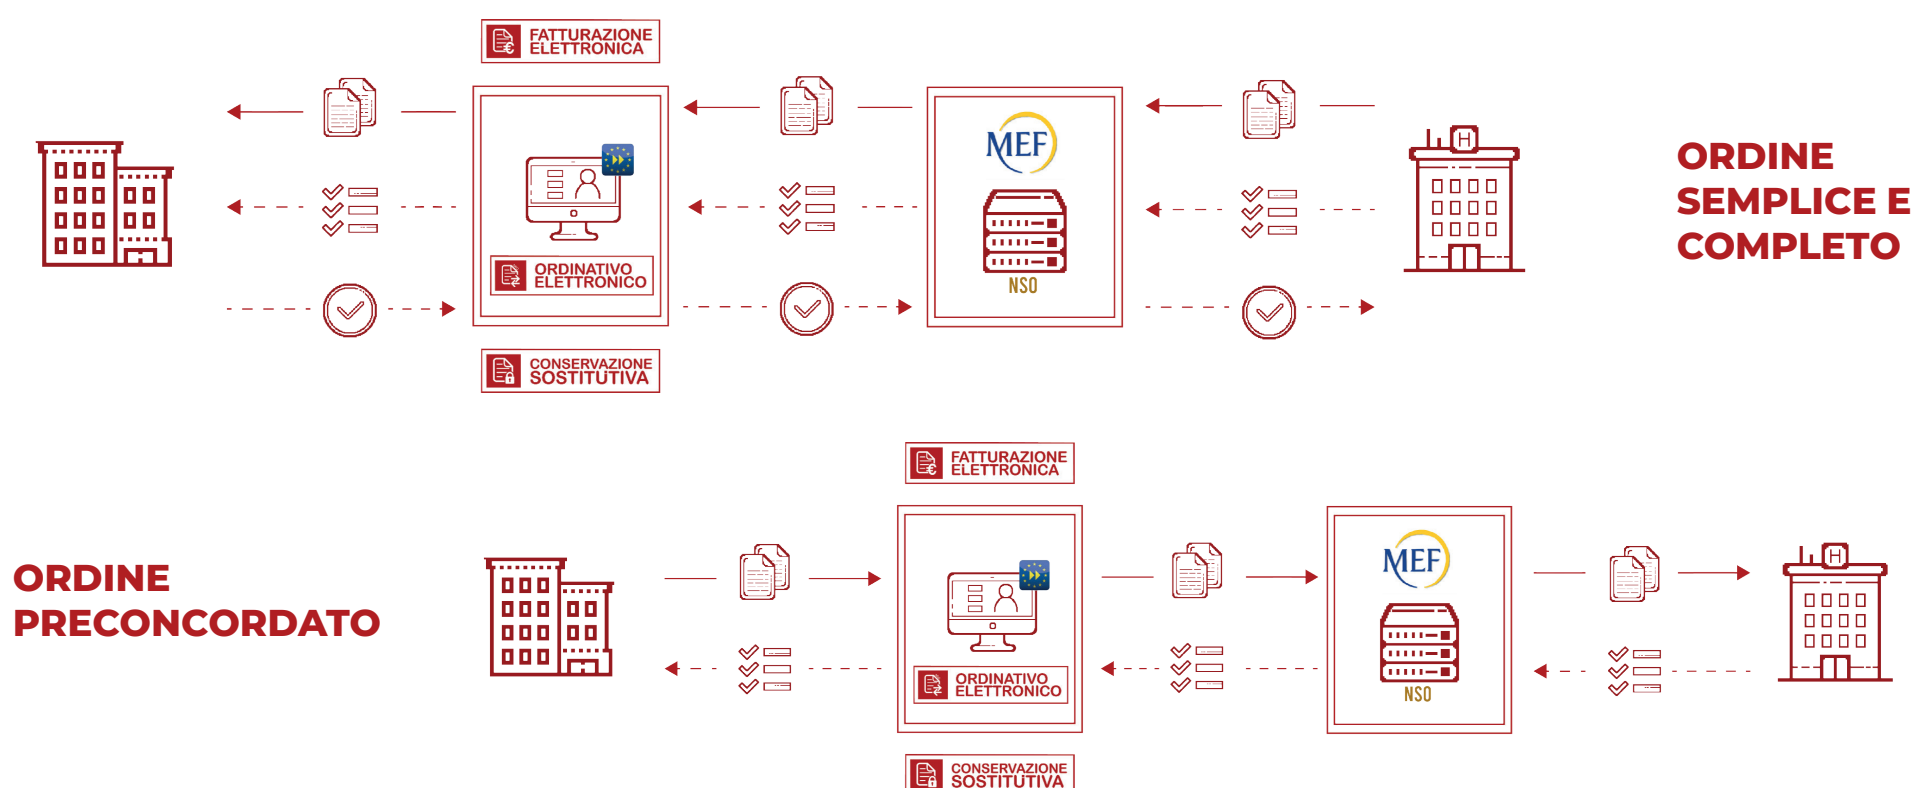 FATTURAZIONE
ELETTRONICA
MEF
H
ORDINE
SEMPLICE E
COMPLETO
ORDINATIVO
ELETTRONICO
NSO
CONSERVAZIONE
SOSTITUTIVA
FATTURAZIONE
ELETTRONICA
ORDINE
PRECONCORDATO
MEF
H
ORDINATIVO
ELETTRONICO
NSO
CONSERVAZIONE
SOSTITUTIVA